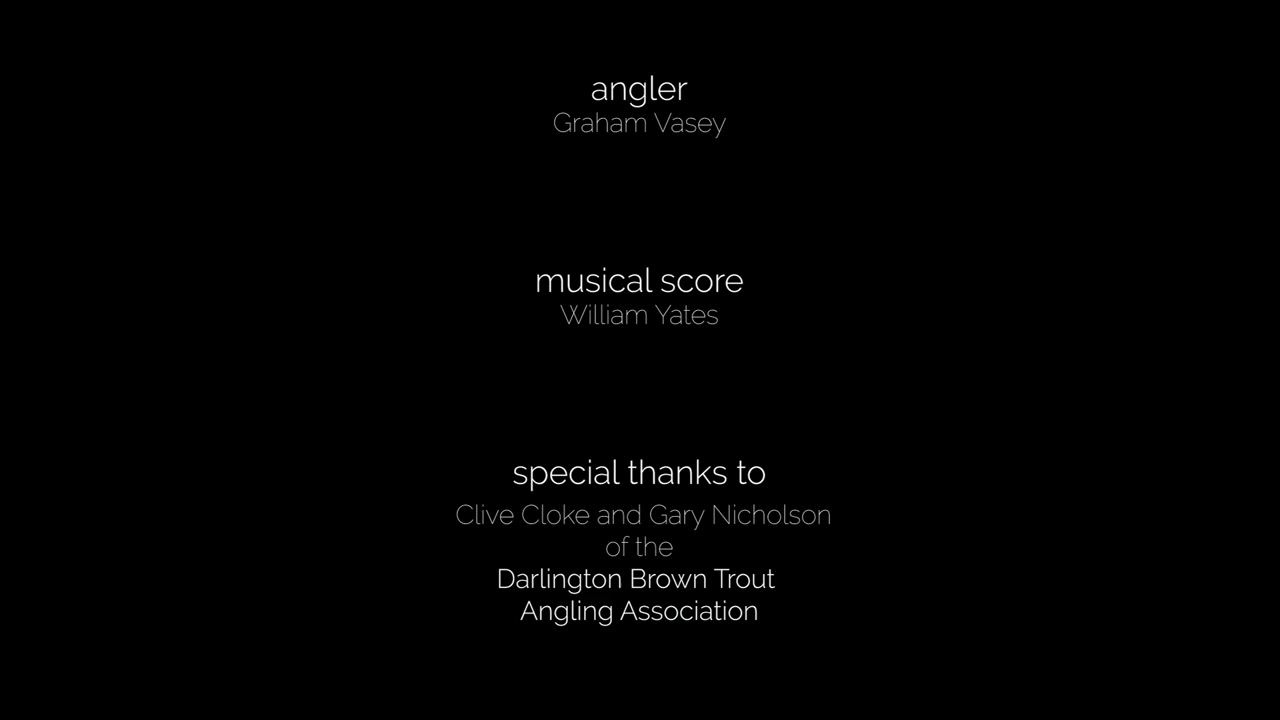 angler
Graham Vasey
musical score
William Yates
special thanks to
Clive Cloke and Gary Nicholson
of the
Darlington Brown Trout
Angling Association